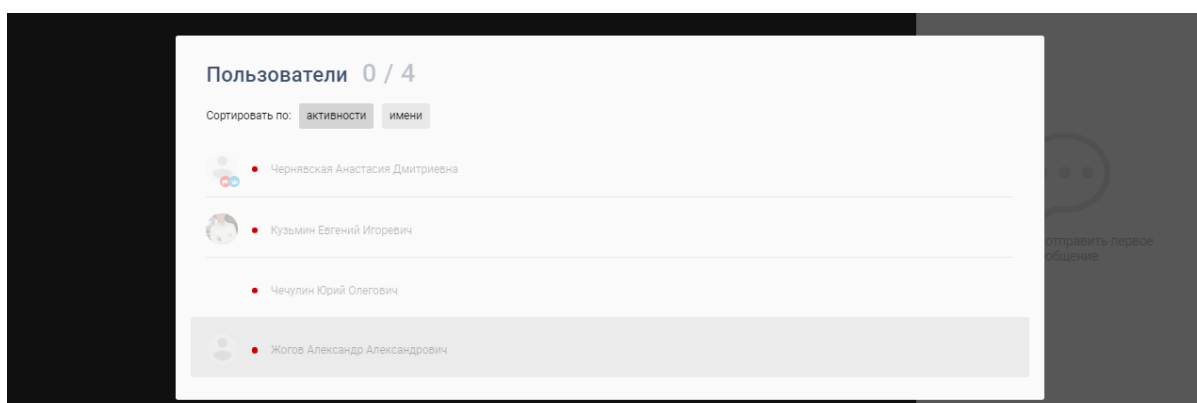 Пользователи 0 / 4
Сортировать по: активности имени
Чернявская Анастасия Дмитриевна
Кузьмин Евгений Игоревич
отправить первое
общение
Чечулин Юрий Олегович
Жогов Александр Александрович